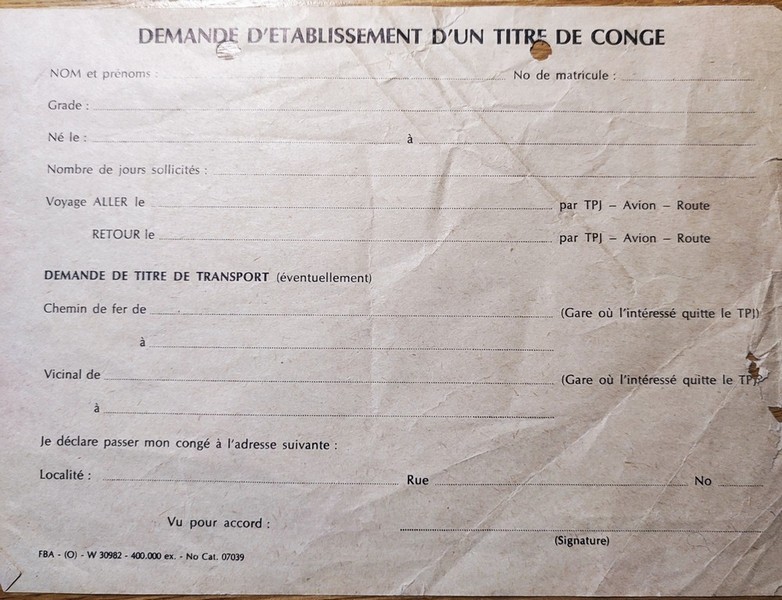 DEMANDE D'ETABLISSEMENT D'UN TITRE DE CONGE
NOM et prénoms : No de matricule :
Grade :
Né le : à
Nombre de jours sollicités :
Voyage ALLER le par TPJ – Avion – Route
RETOUR le par TPJ – Avion – Route
DEMANDE DE TITRE DE TRANSPORT (éventuellement)
Chemin de fer de (Gare où l'intéressé quitte le TPJ)
à
Vicinal de (Gare où l'intéressé quitte le TPJ)
à
Je déclare passer mon congé à l'adresse suivante :
Localité : Rue No
Vu pour accord :
(Signature)
FBA - (O) - W 30982 - 400.000 ex. - No Cat. 07039